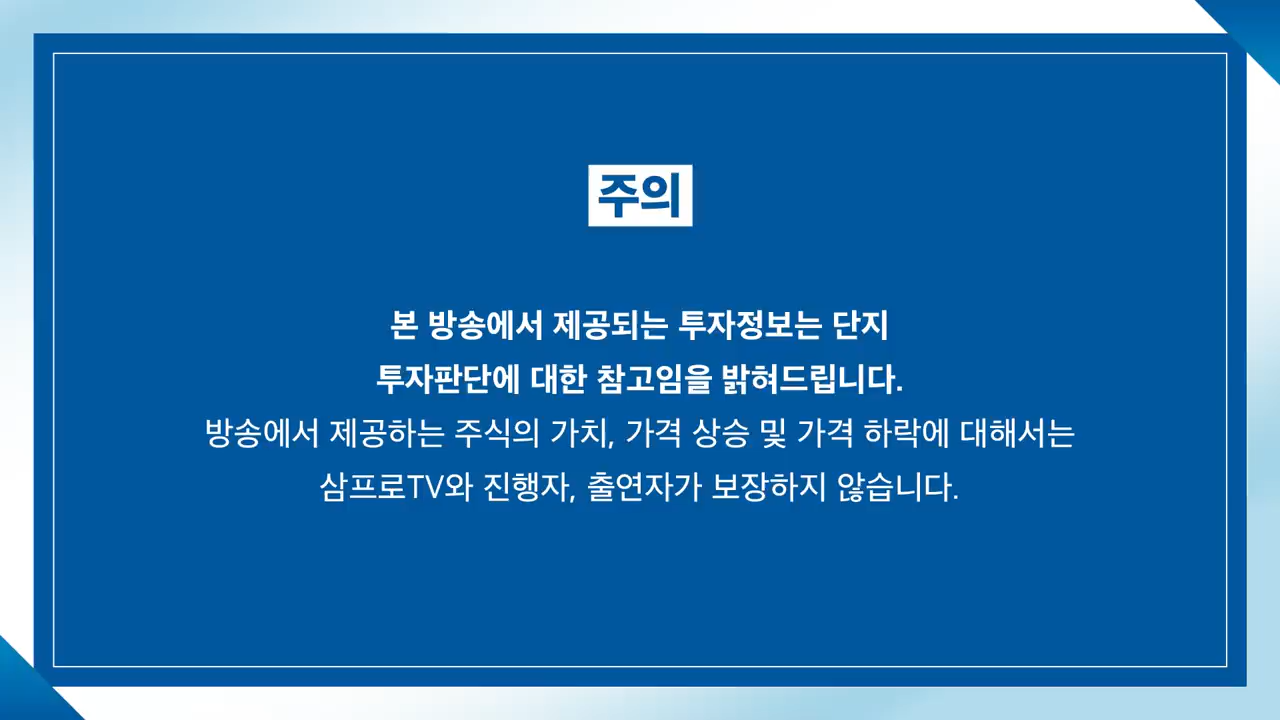 주의
본 방송에서 제공되는 투자정보는 단지
투자판단에 대한 참고임을 밝혀드립니다.
방송에서 제공하는 주식의 가치, 가격 상승 및 가격 하락에 대해서는
삼프로TV와 진행자, 출연자가 보장하지 않습니다.